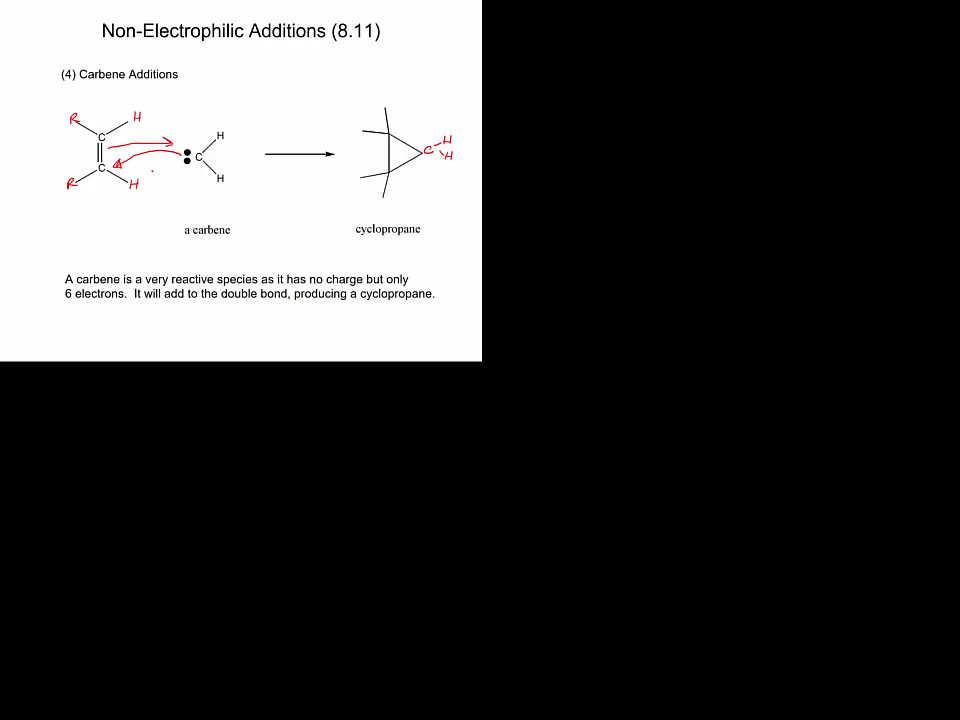 Non-Electrophilic Additions (8.11)
(4) Carbene Additions
R H
C
C
R H
H
C
H
C H
H
a carbene
cyclopropane
A carbene is a very reactive species as it has no charge but only
6 electrons. It will add to the double bond, producing a cyclopropane.